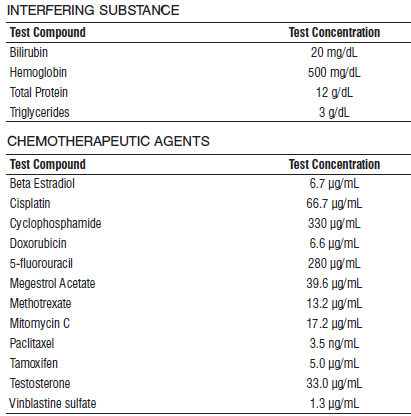 INTERFERING SUBSTANCE
Test Compound Test Concentration
Bilirubin 20 mg/dL
Hemoglobin 500 mg/dL
Total Protein 12 g/dL
Triglycerides 3 g/dL
CHEMOTHERAPEUTIC AGENTS
Test Compound Test Concentration
Beta Estradiol 6.7 µg/mL
Cisplatin 66.7 µg/mL
Cyclophosphamide 330 µg/mL
Doxorubicin 6.6 µg/mL
5-fluorouracil 280 µg/mL
Megestrol Acetate 39.6 µg/mL
Methotrexate 13.2 µg/mL
Mitomycin C 17.2 µg/mL
Paclitaxel 3.5 ng/mL
Tamoxifen 5.0 µg/mL
Testosterone 33.0 µg/mL
Vinblastine sulfate 1.3 µg/mL